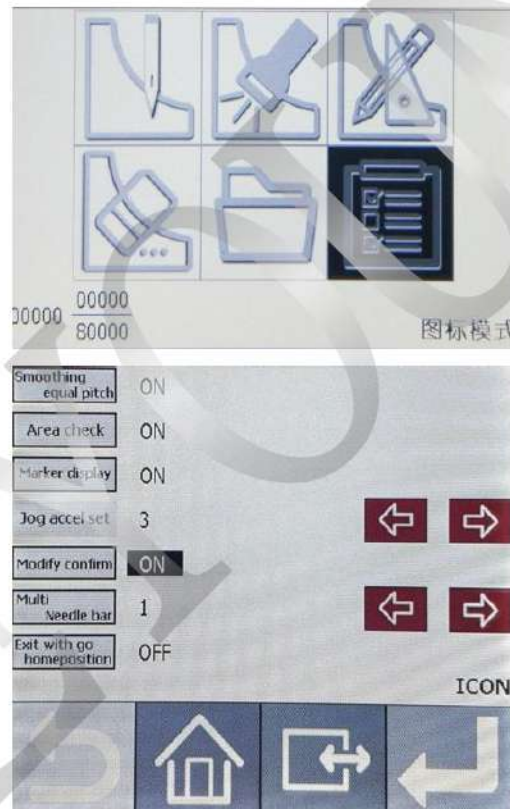 00000
00000
80000
图标模式
Smoothing
equal pitch
ON
Area check
ON
Marker display
ON
Jog accel set
3
Modify confirm
ON
Multi
Needle bar
1
Exit with go
homeposition
OFF
ICON